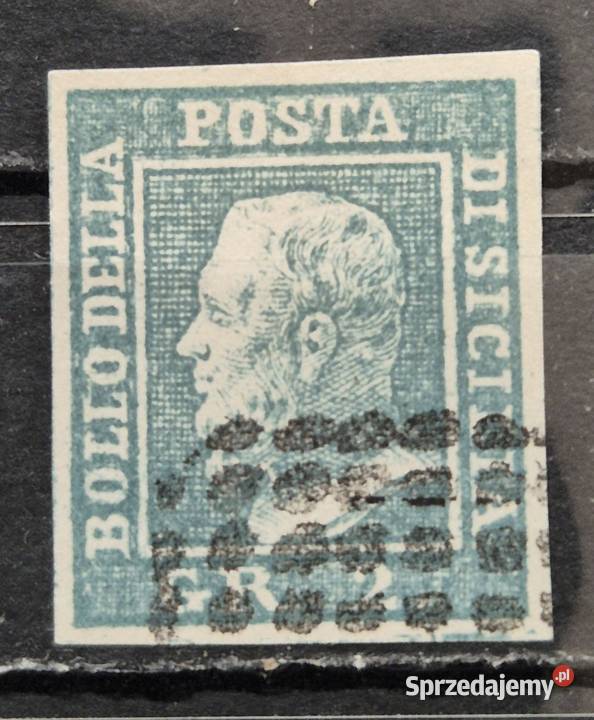 POSTA
BOLLO DELLA
DI SICILIA
GR. 2.
Sprzedajemy.pl